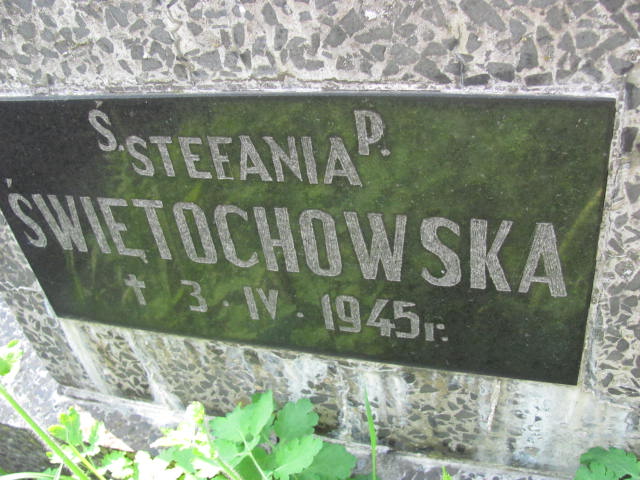 Ś. P.
STEFANIA
ŚWIĘTOCHOWSKA
† 3 · IV · 1945 r.